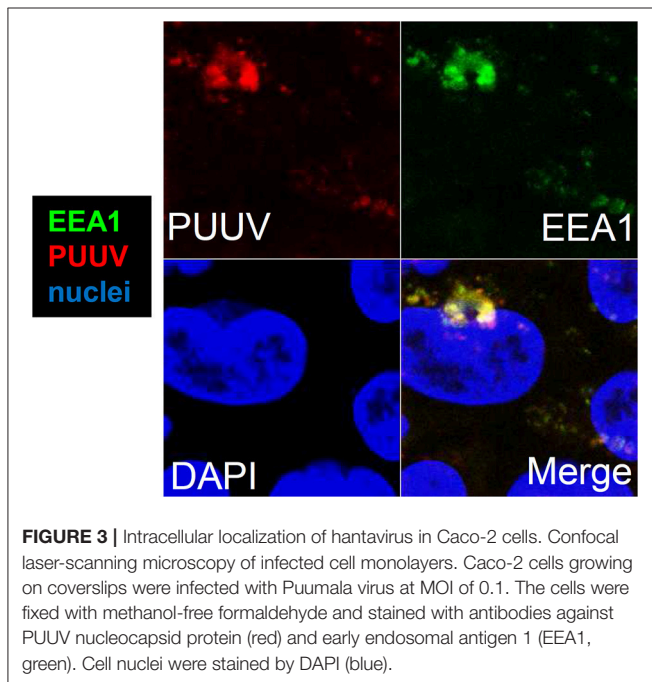 EEA1
PUUV
nuclei
PUUV
EEA1
DAPI
Merge
FIGURE 3 | Intracellular localization of hantavirus in Caco-2 cells. Confocal
laser-scanning microscopy of infected cell monolayers. Caco-2 cells growing
on coverslips were infected with Puumala virus at MOI of 0.1. The cells were
fixed with methanol-free formaldehyde and stained with antibodies against
PUUV nucleocapsid protein (red) and early endosomal antigen 1 (EEA1,
green). Cell nuclei were stained by DAPI (blue).